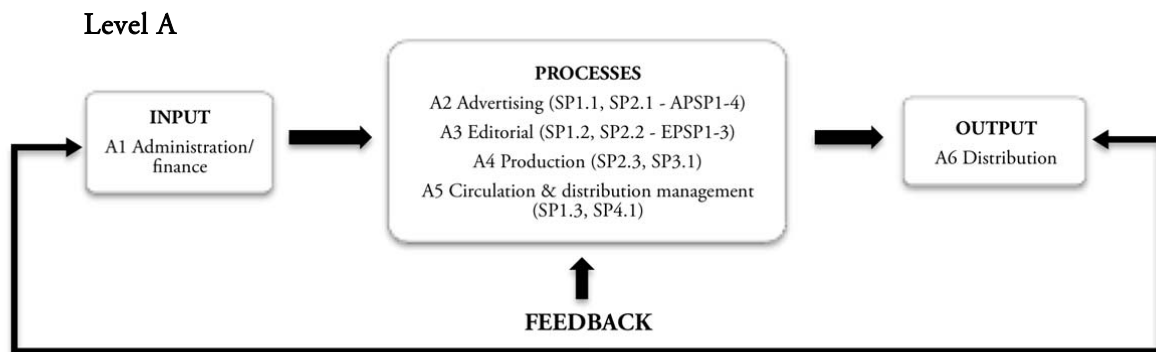 Level A
INPUT
A1 Administration/
finance
PROCESSES
A2 Advertising (SP1.1, SP2.1 - APSP1-4)
A3 Editorial (SP1.2, SP2.2 - EPSP1-3)
A4 Production (SP2.3, SP3.1)
A5 Circulation & distribution management
(SP1.3, SP4.1)
OUTPUT
A6 Distribution
FEEDBACK